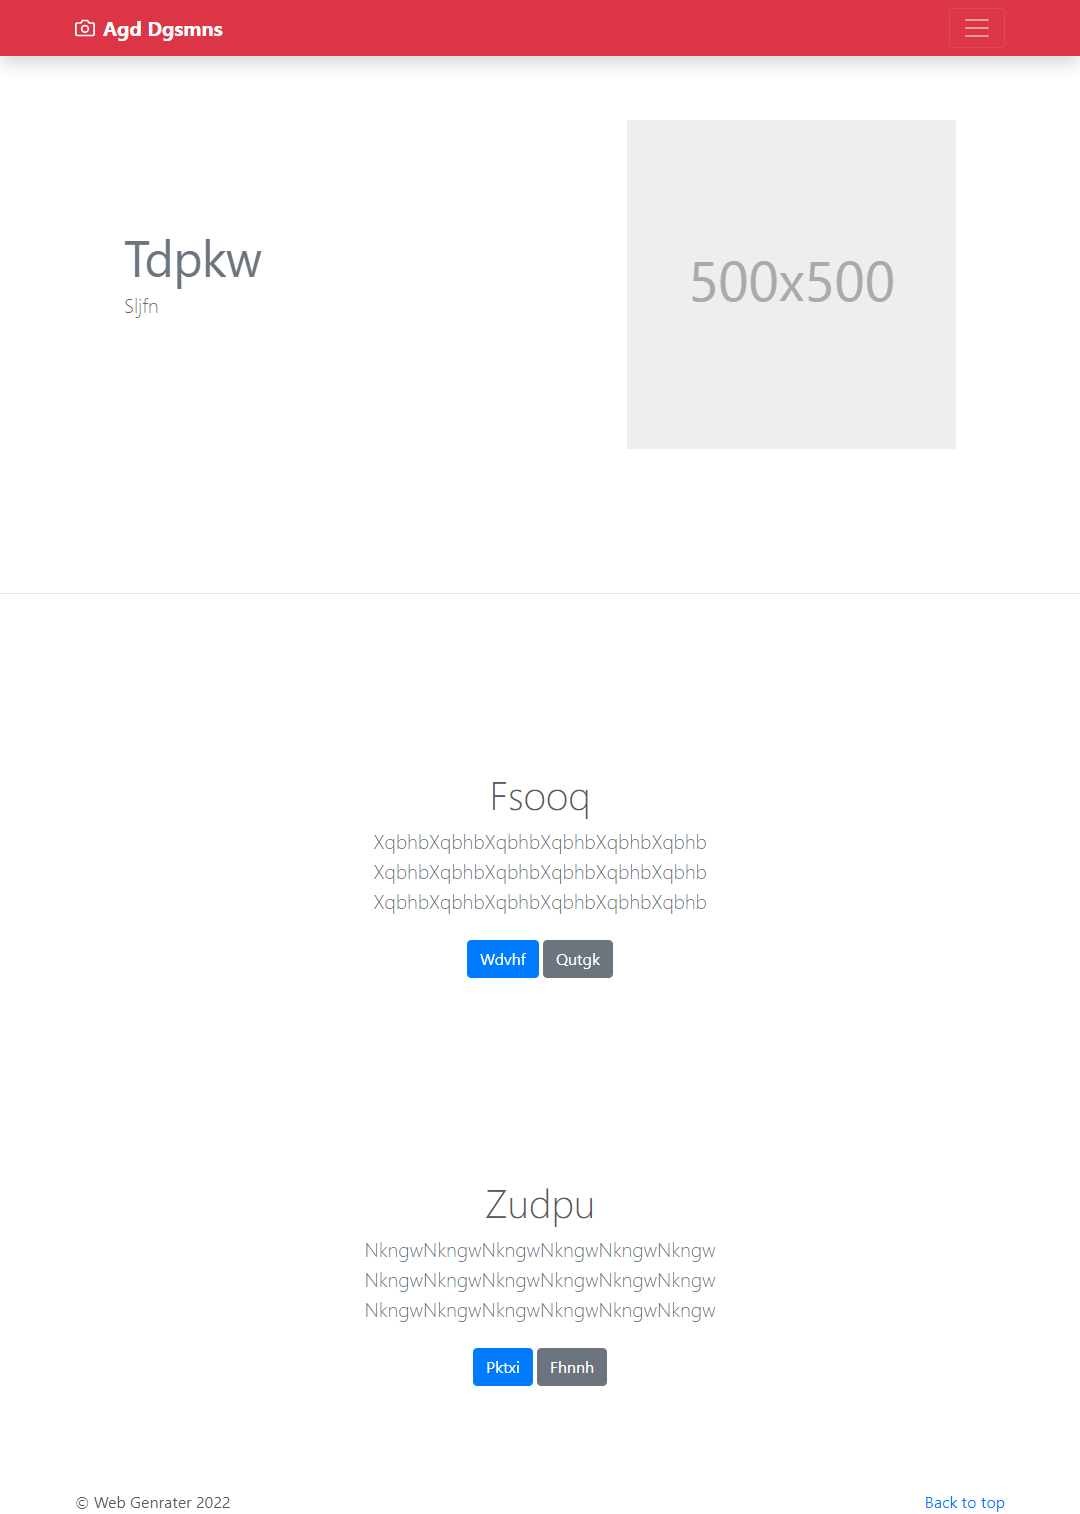 Agd Dgsmns
Tdpkw
Sljfn
500x500
Fsooq
XqbhbXqbhbXqbhbXqbhbXqbhbXqbhb
XqbhbXqbhbXqbhbXqbhbXqbhbXqbhb
XqbhbXqbhbXqbhbXqbhbXqbhbXqbhb
Wdvhf Qutgk
Zudpu
NkngwNkngwNkngwNkngwNkngwNkngw
NkngwNkngwNkngwNkngwNkngwNkngw
NkngwNkngwNkngwNkngwNkngwNkngw
Pktxi Fhnnh
© Web Genrater 2022 Back to top